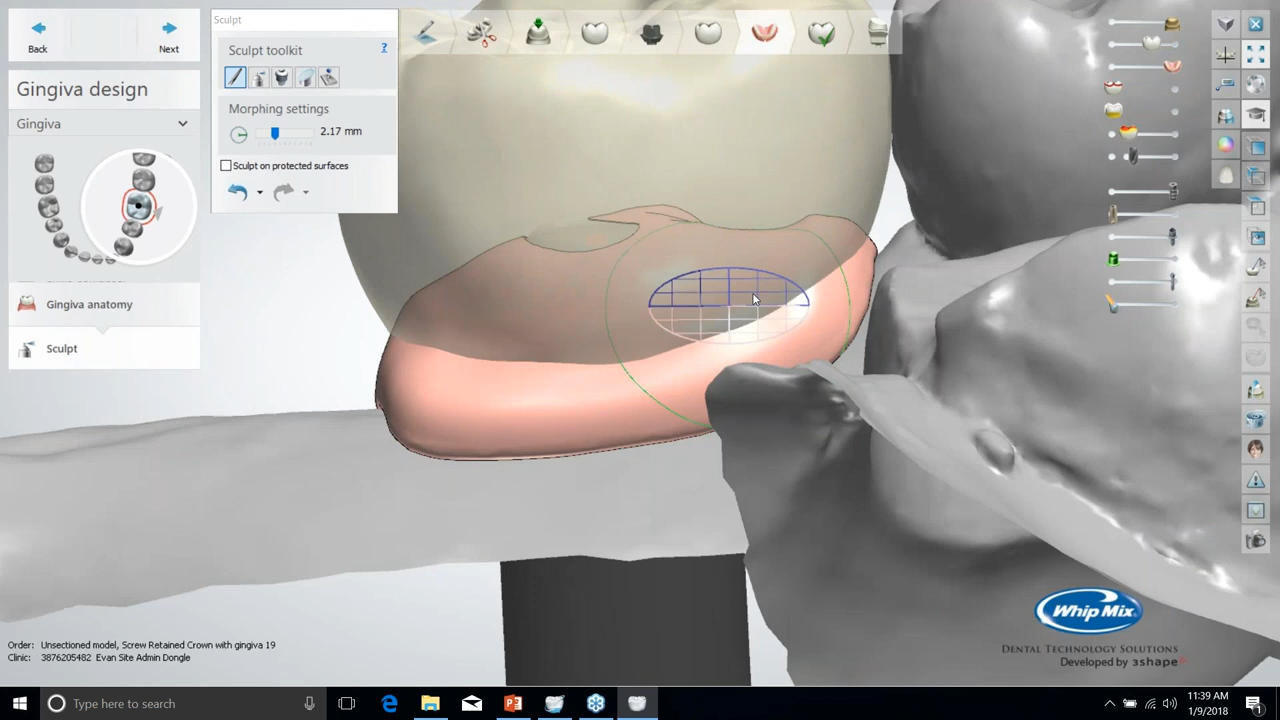 Back
Next
Gingiva design
Gingiva
Gingiva anatomy
Sculpt
Sculpt
Sculpt toolkit
?
Morphing settings
2.17 mm
Sculpt on protected surfaces
Order: Unsectioned model, Screw Retained Crown with gingiva 19
Clinic: 3876205482 Evan Site Admin Dongle
Whip Mix
DENTAL TECHNOLOGY SOLUTIONS
Developed by 3shape
Type here to search
11:39 AM
1/9/2018
1